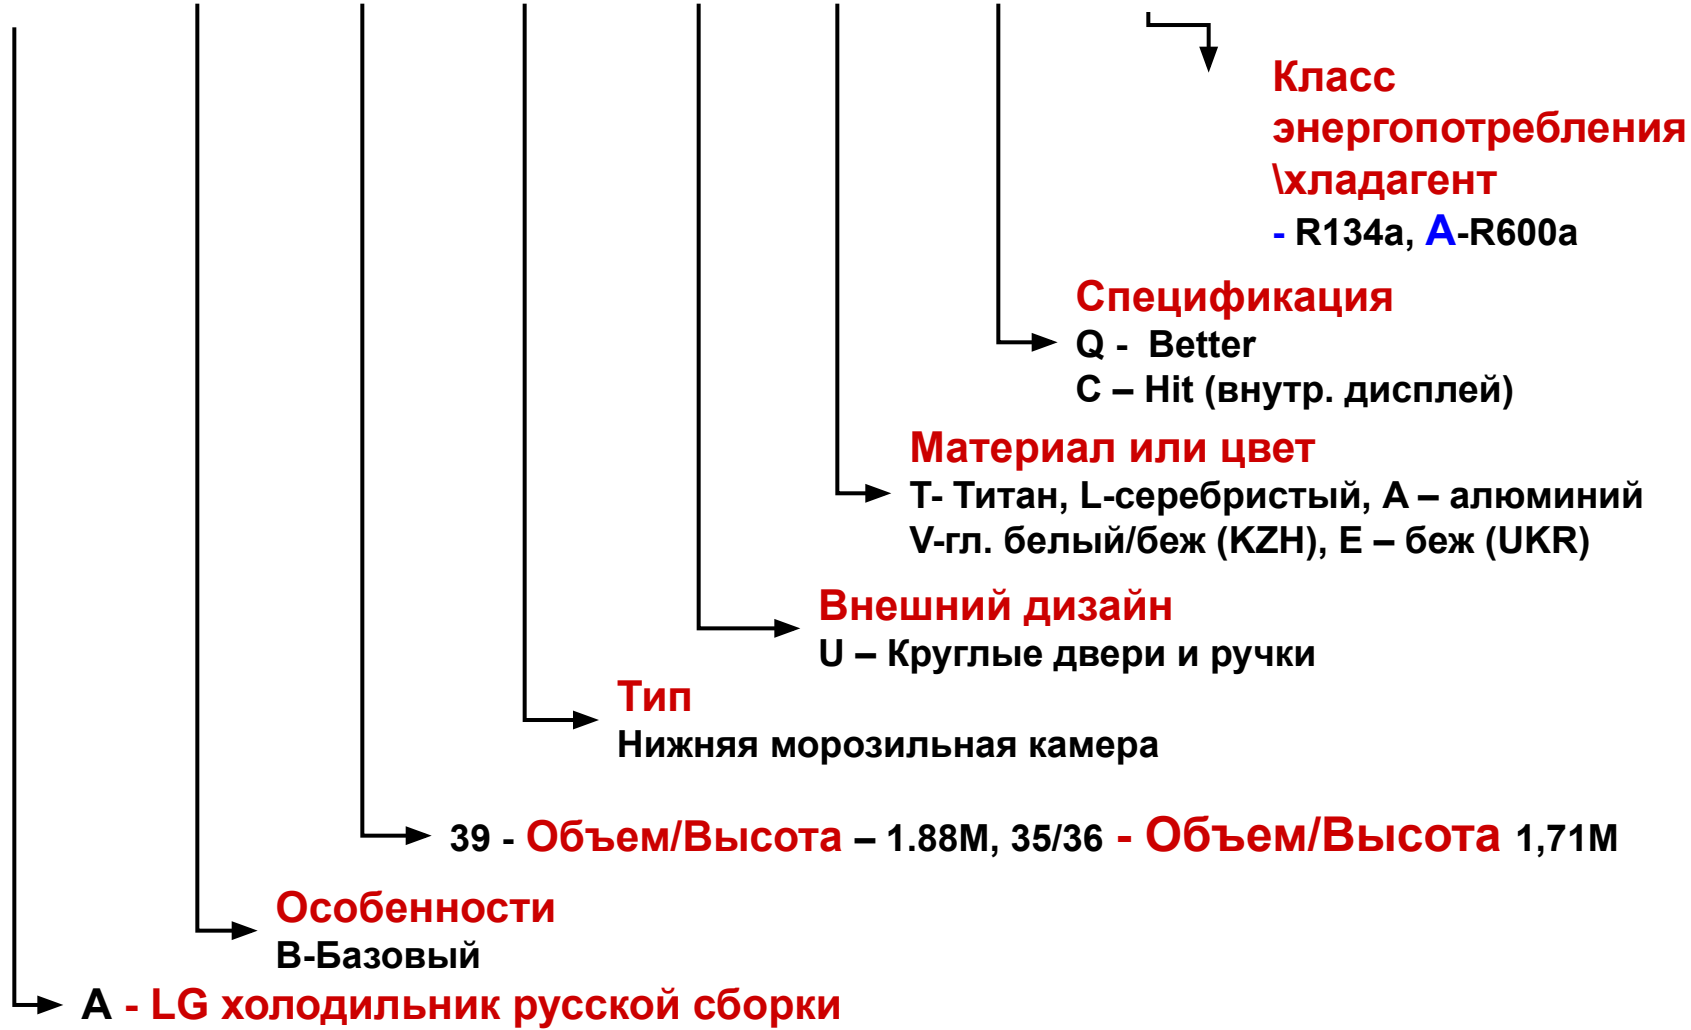 Класс
энергопотребления
\хладагент
- R134a, A-R600a
Спецификация
Q - Better
C – Hit (внутр. дисплей)
Материал или цвет
T- Титан, L-серебристый, A – алюминий
V-гл. белый/беж (KZH), E – беж (UKR)
Внешний дизайн
U – Круглые двери и ручки
Тип
Нижняя морозильная камера
39 - Объем/Высота – 1.88М, 35/36 - Объем/Высота 1,71М
Особенности
B-Базовый
A - LG холодильник русской сборки